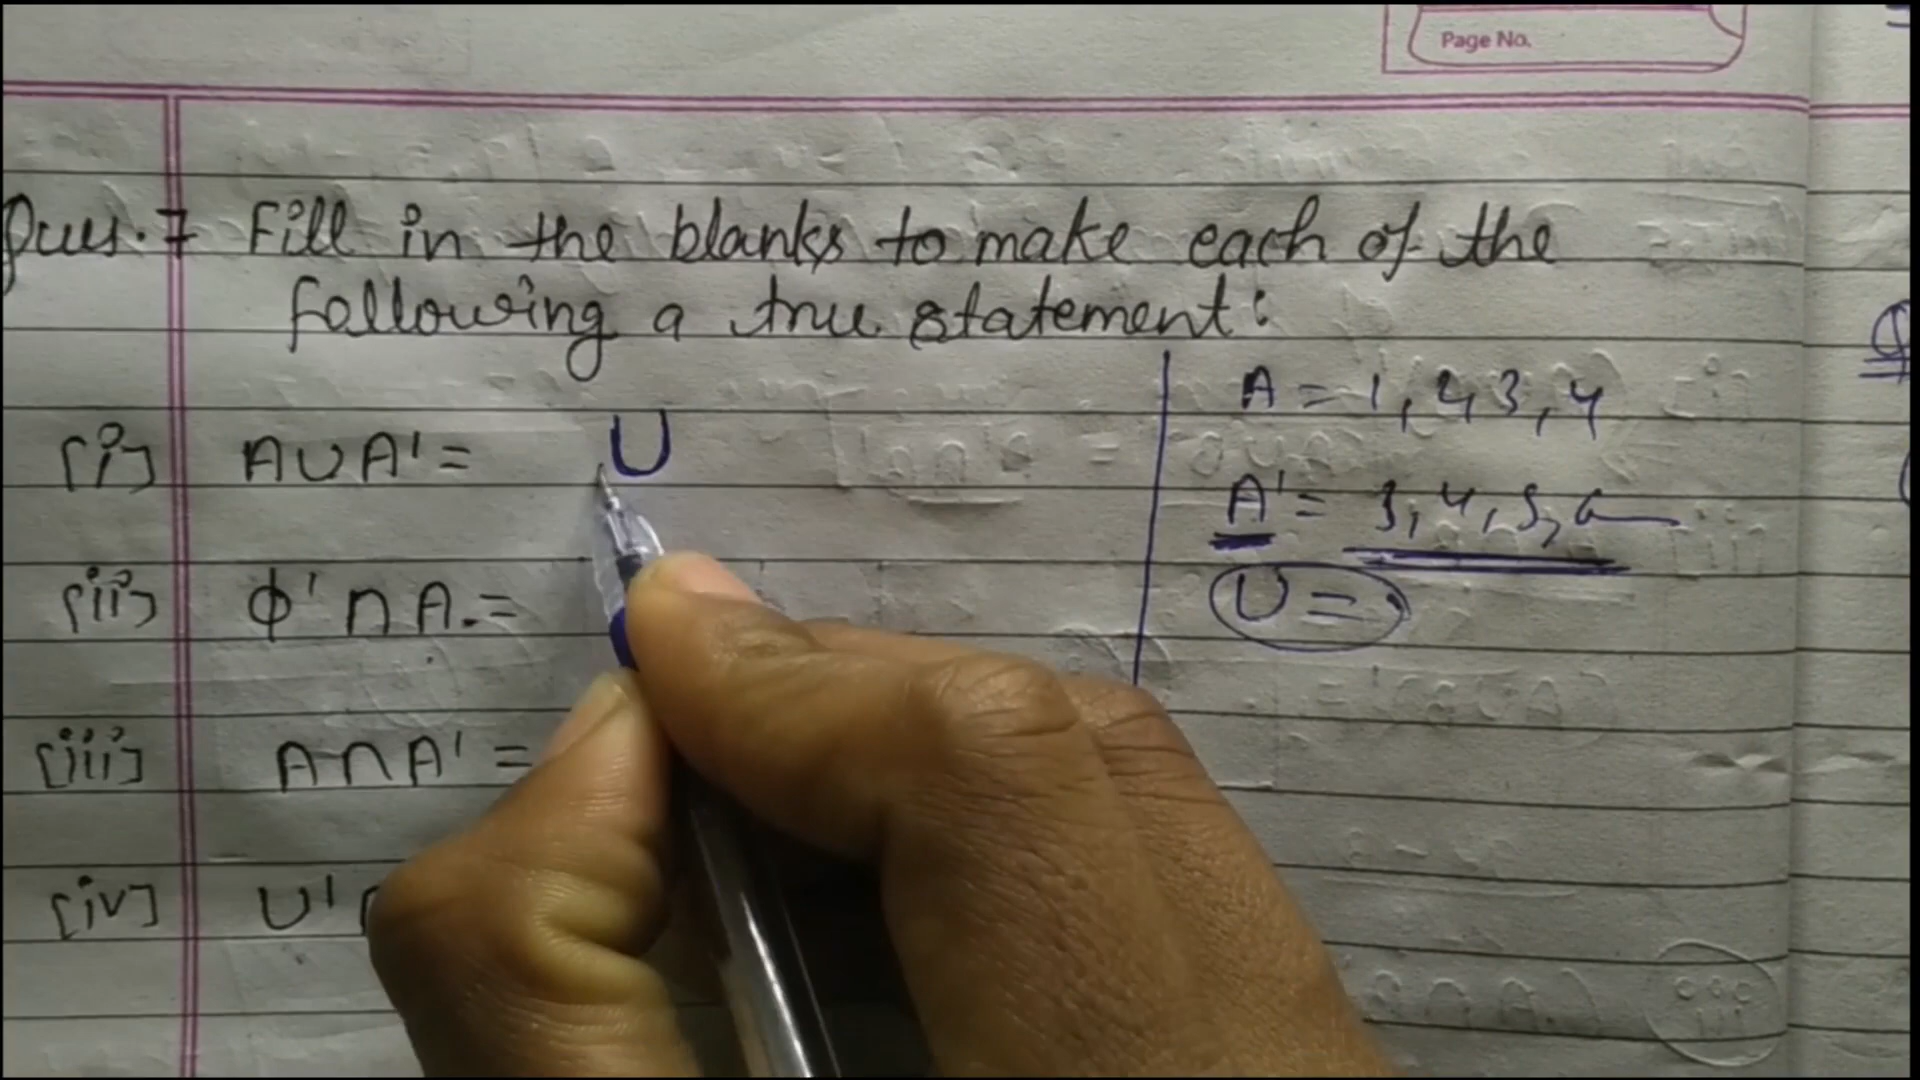 Page No.
Ques. 7 Fill in the blanks to make each of the
following a true statement:
[i] A∪A' = U
[ii] ϕ'∩A. =
[iii] A∩A' =
[iv] U'
A = 1, 2, 3, 4
A' = 3, 4, 5, 6
U =